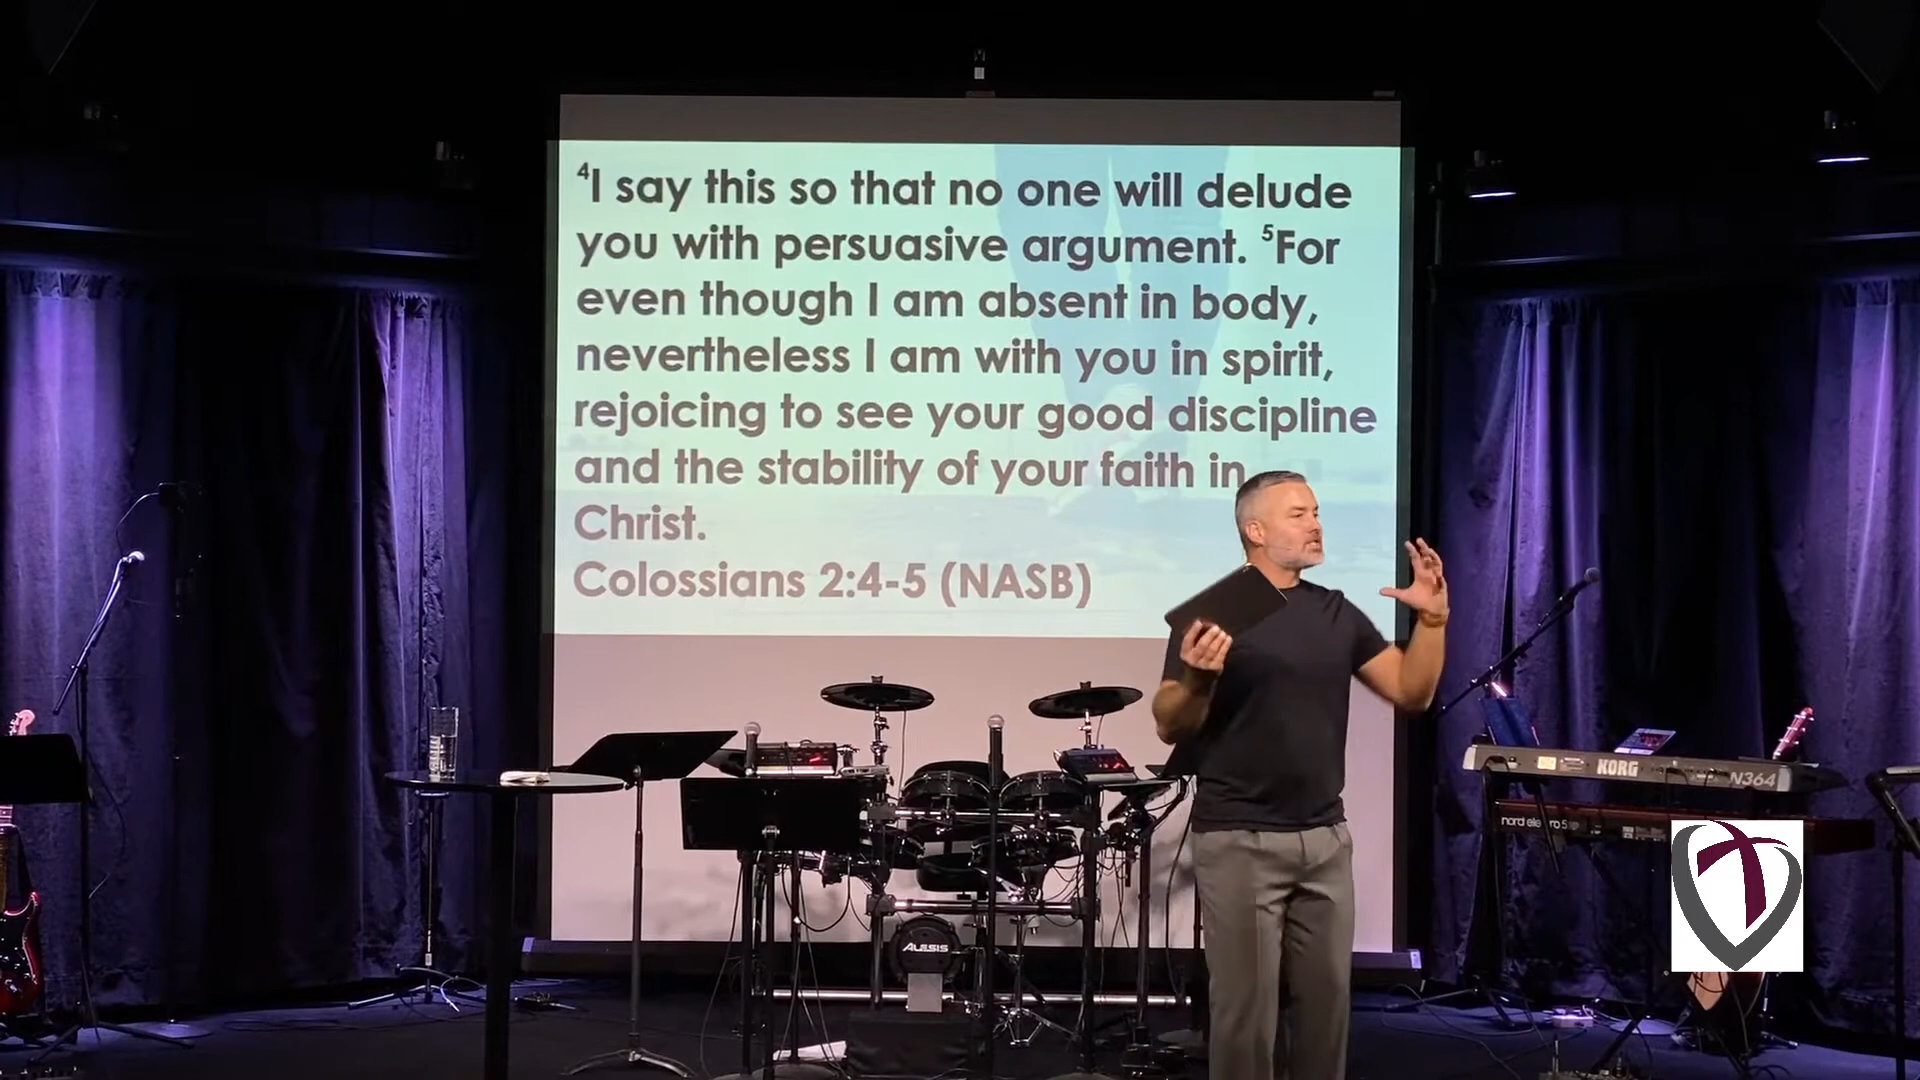 ⁴I say this so that no one will delude
you with persuasive argument. ⁵For
even though I am absent in body,
nevertheless I am with you in spirit,
rejoicing to see your good discipline
and the stability of your faith in
Christ.
Colossians 2:4-5 (NASB)
KORG
N364
nord electro 5
ALESIS